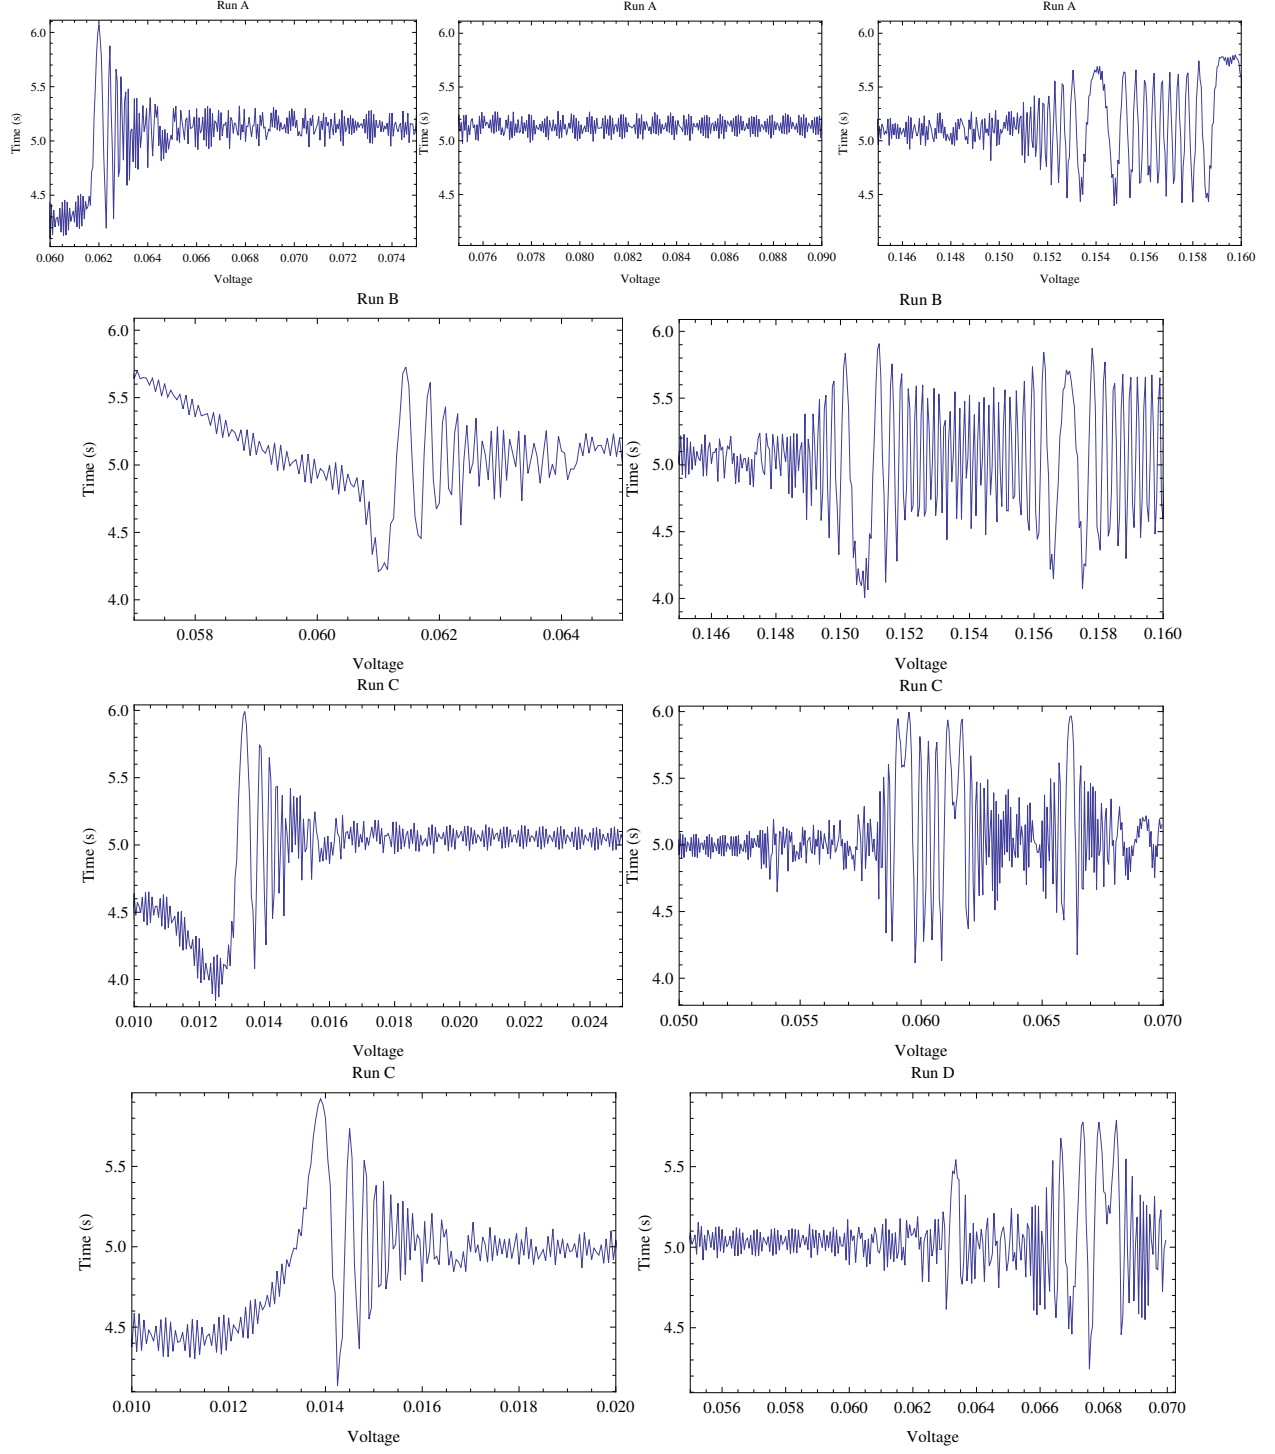 Run A Run A Run A
6.0 6.0 6.0
5.5 5.5 5.5
Time (s) 5.0 Time (s) 5.0 Time (s) 5.0
4.5 4.5 4.5
0.060 0.062 0.064 0.066 0.068 0.070 0.072 0.074 0.076 0.078 0.080 0.082 0.084 0.086 0.088 0.090 0.146 0.148 0.150 0.152 0.154 0.156 0.158 0.160
Voltage Voltage Voltage
Run B Run B
6.0 6.0
5.5 5.5
Time (s) 5.0 Time (s) 5.0
4.5 4.5
4.0 4.0
0.058 0.060 0.062 0.064 0.146 0.148 0.150 0.152 0.154 0.156 0.158 0.160
Voltage Voltage
Run C Run C
6.0 6.0
5.5 5.5
Time (s) 5.0 Time (s) 5.0
4.5 4.5
4.0 4.0
0.010 0.012 0.014 0.016 0.018 0.020 0.022 0.024 0.050 0.055 0.060 0.065 0.070
Voltage Voltage
Run C Run D
5.5 5.5
Time (s) 5.0 Time (s) 5.0
4.5 4.5
0.010 0.012 0.014 0.016 0.018 0.020 0.056 0.058 0.060 0.062 0.064 0.066 0.068 0.070
Voltage Voltage